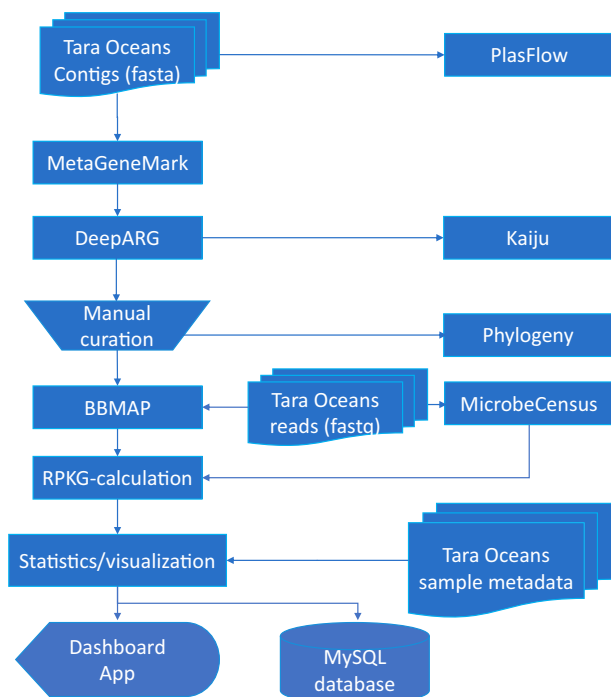 Tara Oceans
Contigs (fasta)
PlasFlow
MetaGeneMark
DeepARG
Kaiju
Manual
curation
Phylogeny
BBMAP
Tara Oceans
reads (fastq)
MicrobeCensus
RPKG-calculation
Statistics/visualization
Tara Oceans
sample metadata
Dashboard
App
MySQL
database